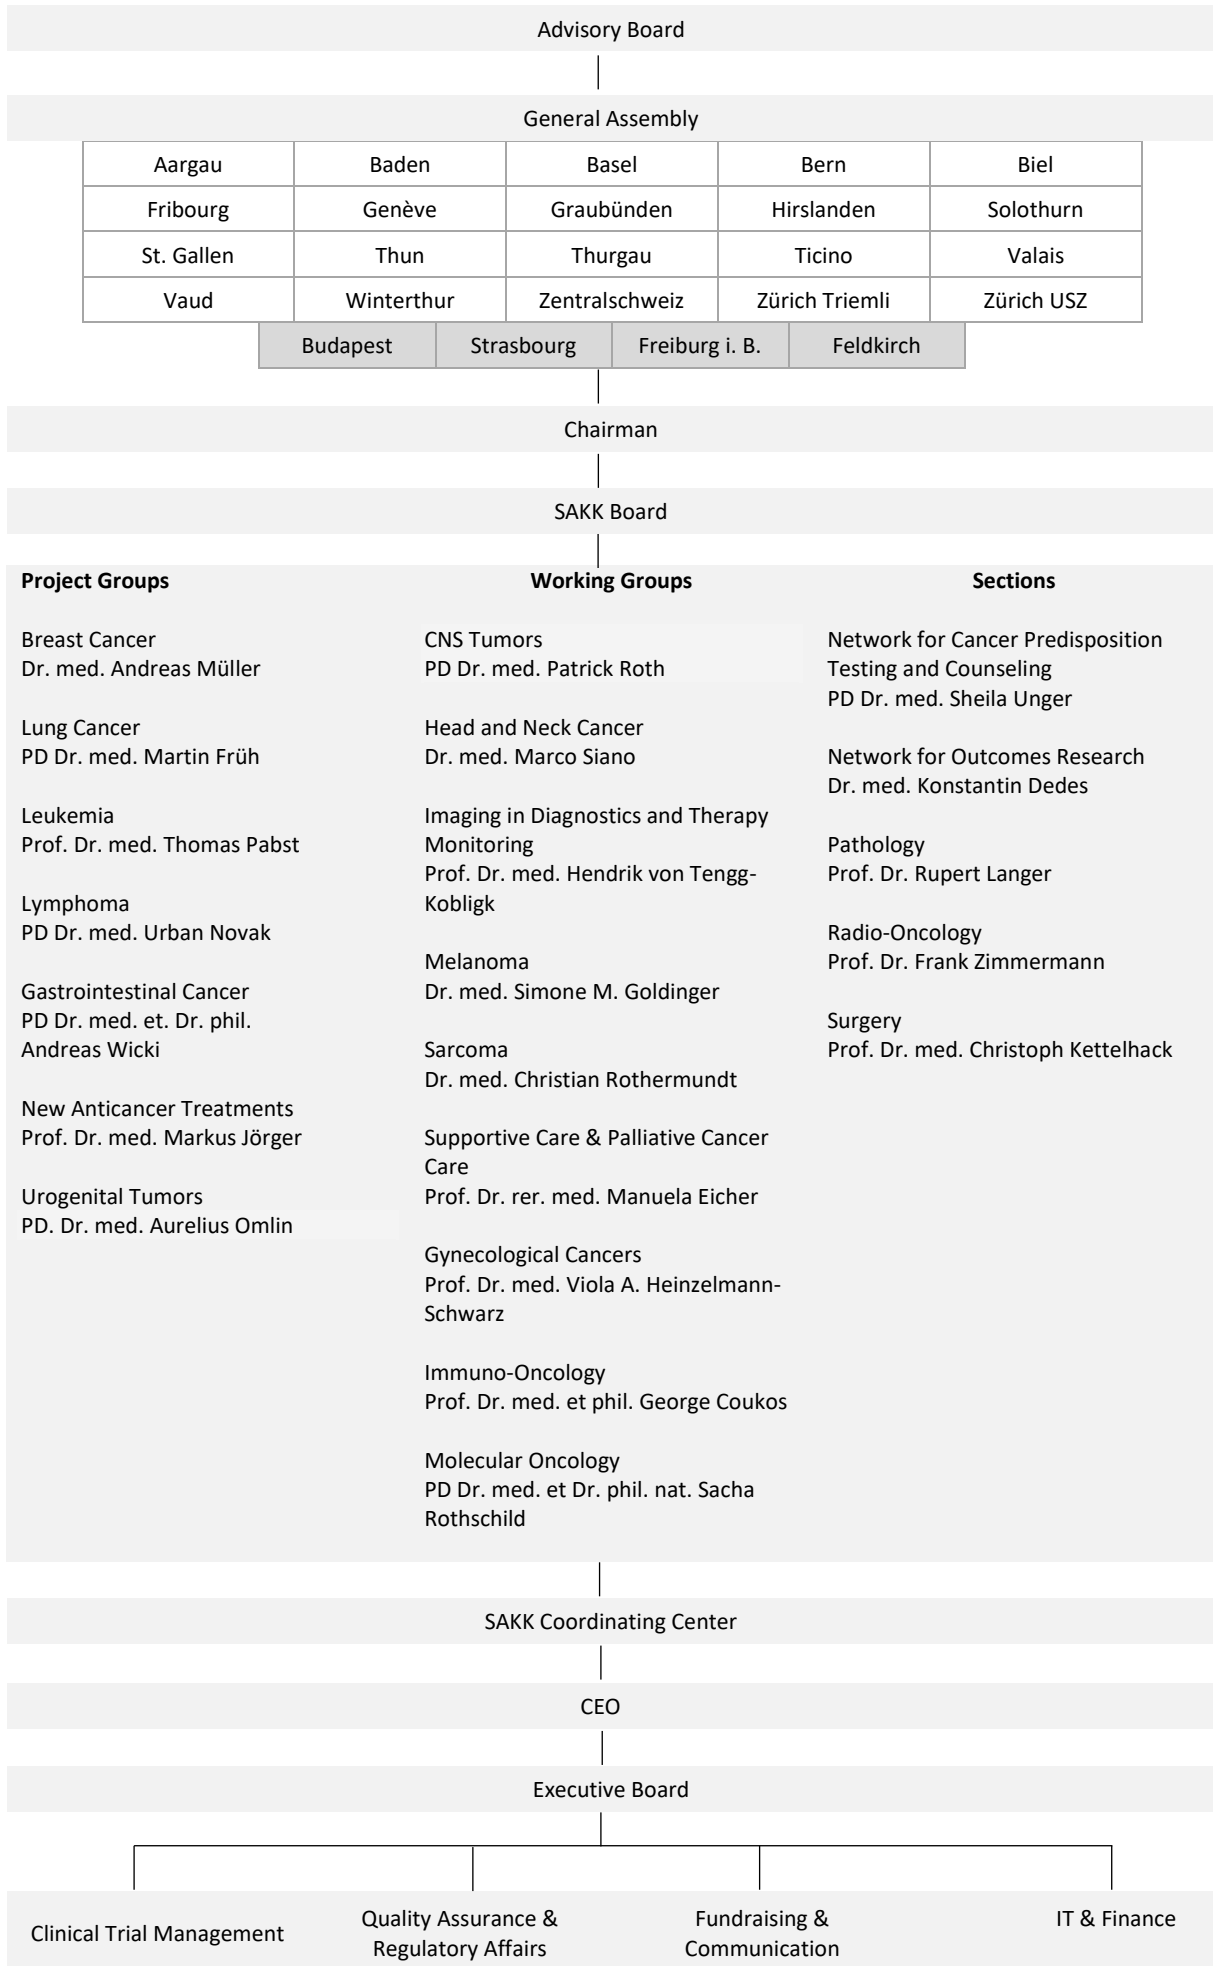 Advisory Board
General Assembly
Aargau Baden Basel Bern Biel
Fribourg Genève Graubünden Hirslanden Solothurn
St. Gallen Thun Thurgau Ticino Valais
Vaud Winterthur Zentralschweiz Zürich Triemli Zürich USZ
Budapest Strasbourg Freiburg i. B. Feldkirch
Chairman
SAKK Board
Project Groups
Breast Cancer
Dr. med. Andreas Müller
Lung Cancer
PD Dr. med. Martin Früh
Leukemia
Prof. Dr. med. Thomas Pabst
Lymphoma
PD Dr. med. Urban Novak
Gastrointestinal Cancer
PD Dr. med. et. Dr. phil.
Andreas Wicki
New Anticancer Treatments
Prof. Dr. med. Markus Jörger
Urogenital Tumors
PD. Dr. med. Aurelius Omlin
Working Groups
CNS Tumors
PD Dr. med. Patrick Roth
Head and Neck Cancer
Dr. med. Marco Siano
Imaging in Diagnostics and Therapy
Monitoring
Prof. Dr. med. Hendrik von Tengg-
Kobligk
Melanoma
Dr. med. Simone M. Goldinger
Sarcoma
Dr. med. Christian Rothermundt
Supportive Care & Palliative Cancer
Care
Prof. Dr. rer. med. Manuela Eicher
Gynecological Cancers
Prof. Dr. med. Viola A. Heinzelmann-
Schwarz
Immuno-Oncology
Prof. Dr. med. et phil. George Coukos
Molecular Oncology
PD Dr. med. et Dr. phil. nat. Sacha
Rothschild
Sections
Network for Cancer Predisposition
Testing and Counseling
PD Dr. med. Sheila Unger
Network for Outcomes Research
Dr. med. Konstantin Dedes
Pathology
Prof. Dr. Rupert Langer
Radio-Oncology
Prof. Dr. Frank Zimmermann
Surgery
Prof. Dr. med. Christoph Kettelhack
SAKK Coordinating Center
CEO
Executive Board
Clinical Trial Management
Quality Assurance &
Regulatory Affairs
Fundraising &
Communication
IT & Finance